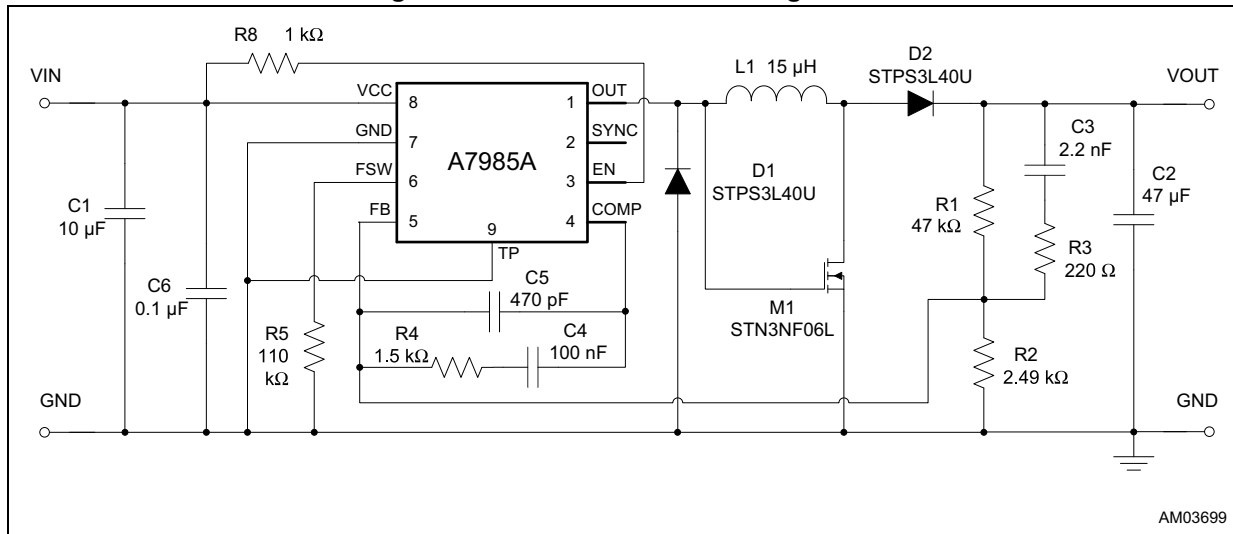 R8 1 kΩ
D2
STPS3L40U
L1 15 µH
VIN
VOUT
VCC
OUT
8
1
GND
SYNC
7
2
A7985A
FSW
EN
6
3
FB
COMP
5
4
9
TP
C1
10 µF
C6
0.1 µF
R5
110
kΩ
C5
470 pF
R4
1.5 kΩ
C4
100 nF
D1
STPS3L40U
M1
STN3NF06L
R1
47 kΩ
C3
2.2 nF
R3
220 Ω
C2
47 µF
R2
2.49 kΩ
GND
GND
AM03699